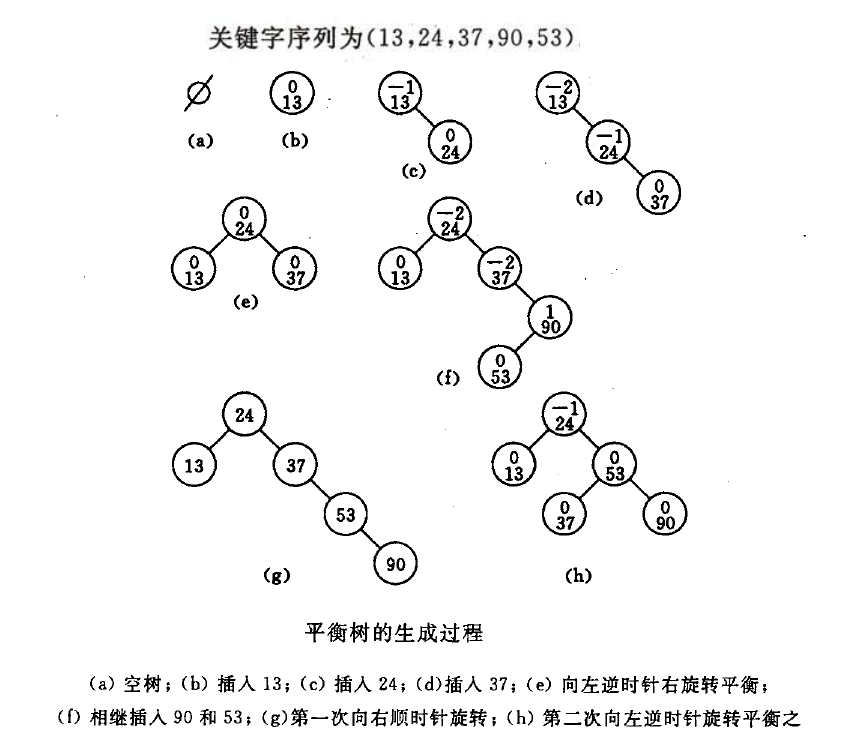 关键字序列为(13,24,37,90,53)
0 -1 -2
13 13 13
0 -1
24 24
(a) (b) (c) (d)
0
37
0 -2
24 24
0 0 0 -2
13 37 13 37
(e)
1
90
0
53
(f)
24 -1
24
13 37 0 0
13 53
53 0 0
37 90
90
(g) (h)
平衡树的生成过程
(a) 空树; (b) 插入 13; (c) 插入 24; (d)插入 37; (e) 向左逆时针右旋转平衡;
(f) 相继插入 90 和 53; (g)第一次向右顺时针旋转; (h) 第二次向左逆时针旋转平衡之